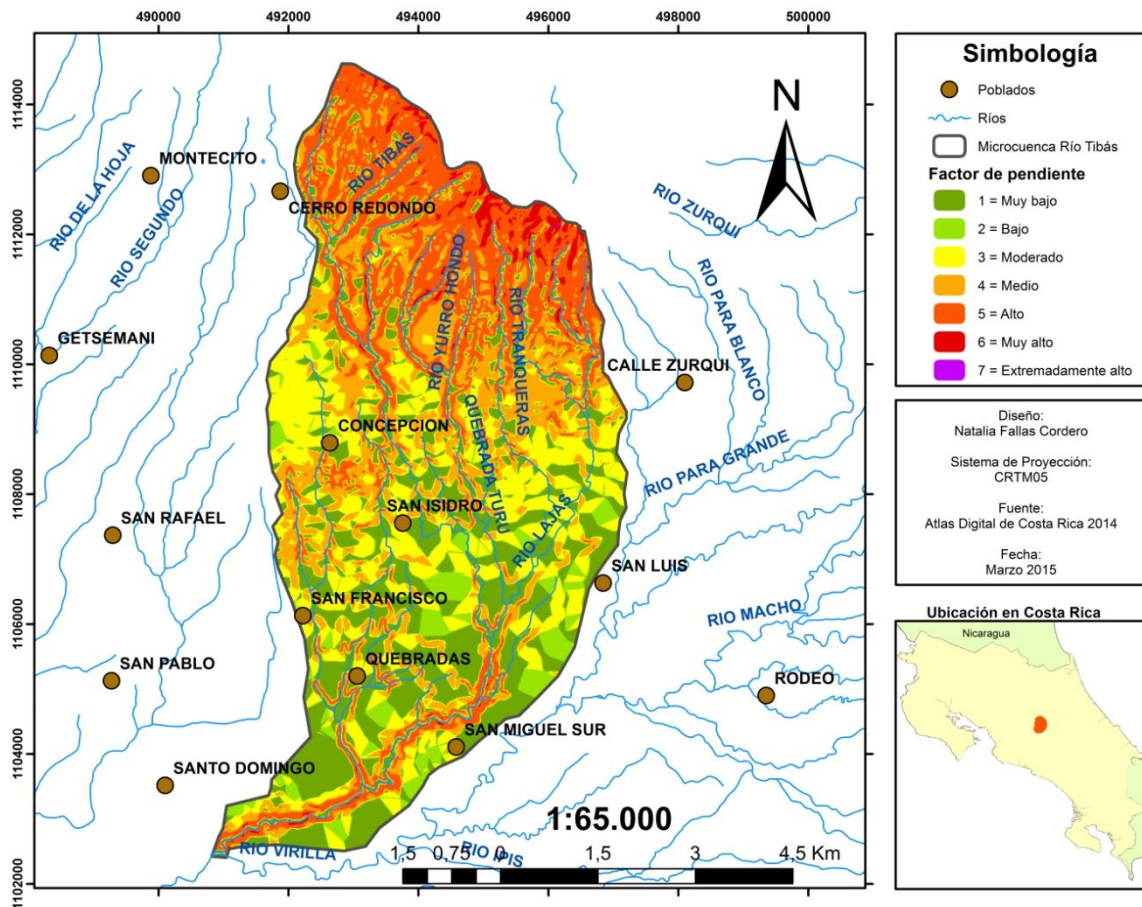 490000
492000
494000
496000
498000
500000
1114000
1112000
1110000
1108000
1106000
1104000
1102000
N
MONTECITO
CERRO REDONDO
GETSEMANI
CONCEPCION
CALLE ZURQUI
SAN RAFAEL
SAN ISIDRO
SAN LUIS
SAN FRANCISCO
SAN PABLO
QUEBRADAS
RODEO
SAN MIGUEL SUR
SANTO DOMINGO
RIO DE LA HOJA
RIO SEGUNDO
RIO TIBAS
RIO YURRO HONDO
RIO TRANQUERAS
QUEBRADA TURU
RIO LAJAS
RIO ZURQUI
RIO PARA BLANCO
RIO PARA GRANDE
RIO MACHO
RIO VIRILLA
RIO IPIS
1:65.000
1,5 0,75 0 1,5 3 4,5 Km
Simbología
Poblados
Ríos
Microcuenca Río Tibás
Factor de pendiente
1 = Muy bajo
2 = Bajo
3 = Moderado
4 = Medio
5 = Alto
6 = Muy alto
7 = Extremadamente alto
Diseño:
Natalia Fallas Cordero
Sistema de Proyección:
CRTM05
Fuente:
Atlas Digital de Costa Rica 2014
Fecha:
Marzo 2015
Ubicación en Costa Rica
Nicaragua